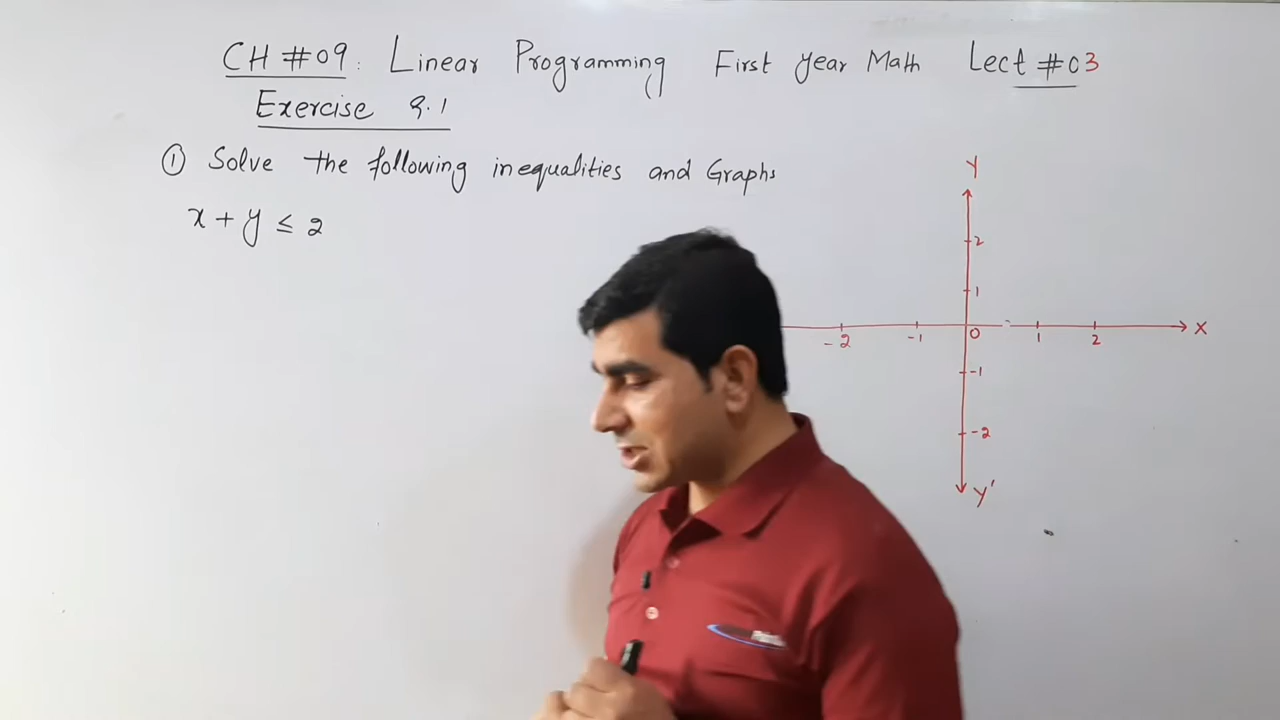 CH #09: Linear Programming First year Math Lect #03
Exercise 9.1
① Solve the following inequalities and Graphs
x + y ≤ 2
Y
2
1
-2 -1 0 1 2 X
-1
-2
Y'